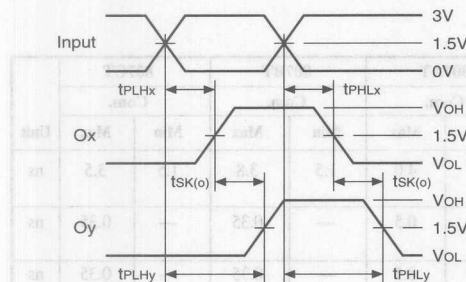 3V
Input
1.5V
0V
tPLHx
tPHLx
VOH
Ox
1.5V
VOL
tSK(o)
tSK(o)
VOH
Oy
1.5V
VOL
tPLHy
tPHLy